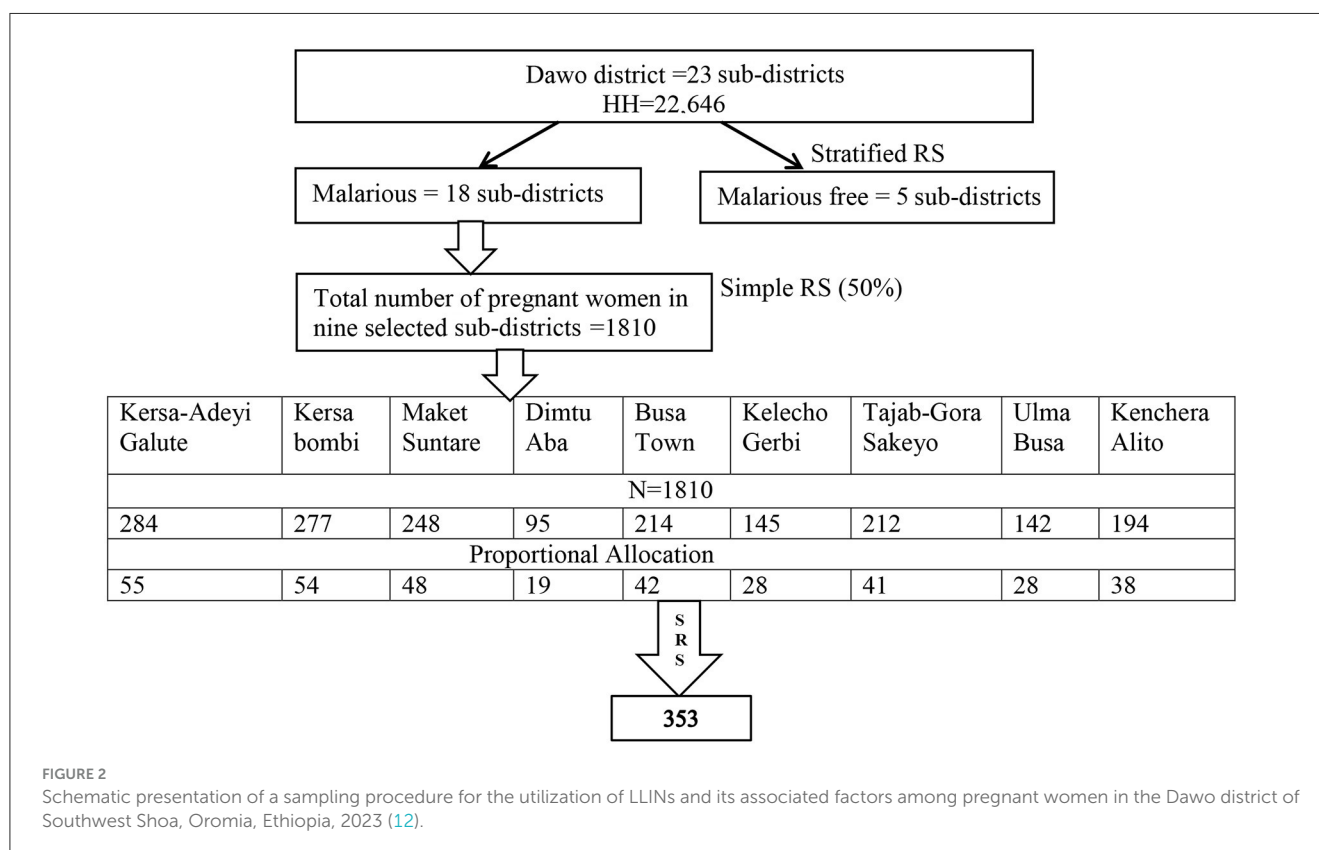 Dawo district =23 sub-districts
HH=22,646
Stratified RS
Malarious = 18 sub-districts
Malarious free = 5 sub-districts
Simple RS (50%)
Total number of pregnant women in
nine selected sub-districts =1810
Kersa-Adeyi Galute Kersa bombi Maket Suntare Dimtu Aba Busa Town Kelecho Gerbi Tajab-Gora Sakeyo Ulma Busa Kenchera Alito
N=1810
284 277 248 95 214 145 212 142 194
Proportional Allocation
55 54 48 19 42 28 41 28 38
S
R
S
353
FIGURE 2
Schematic presentation of a sampling procedure for the utilization of LLINs and its associated factors among pregnant women in the Dawo district of
Southwest Shoa, Oromia, Ethiopia, 2023 (12).